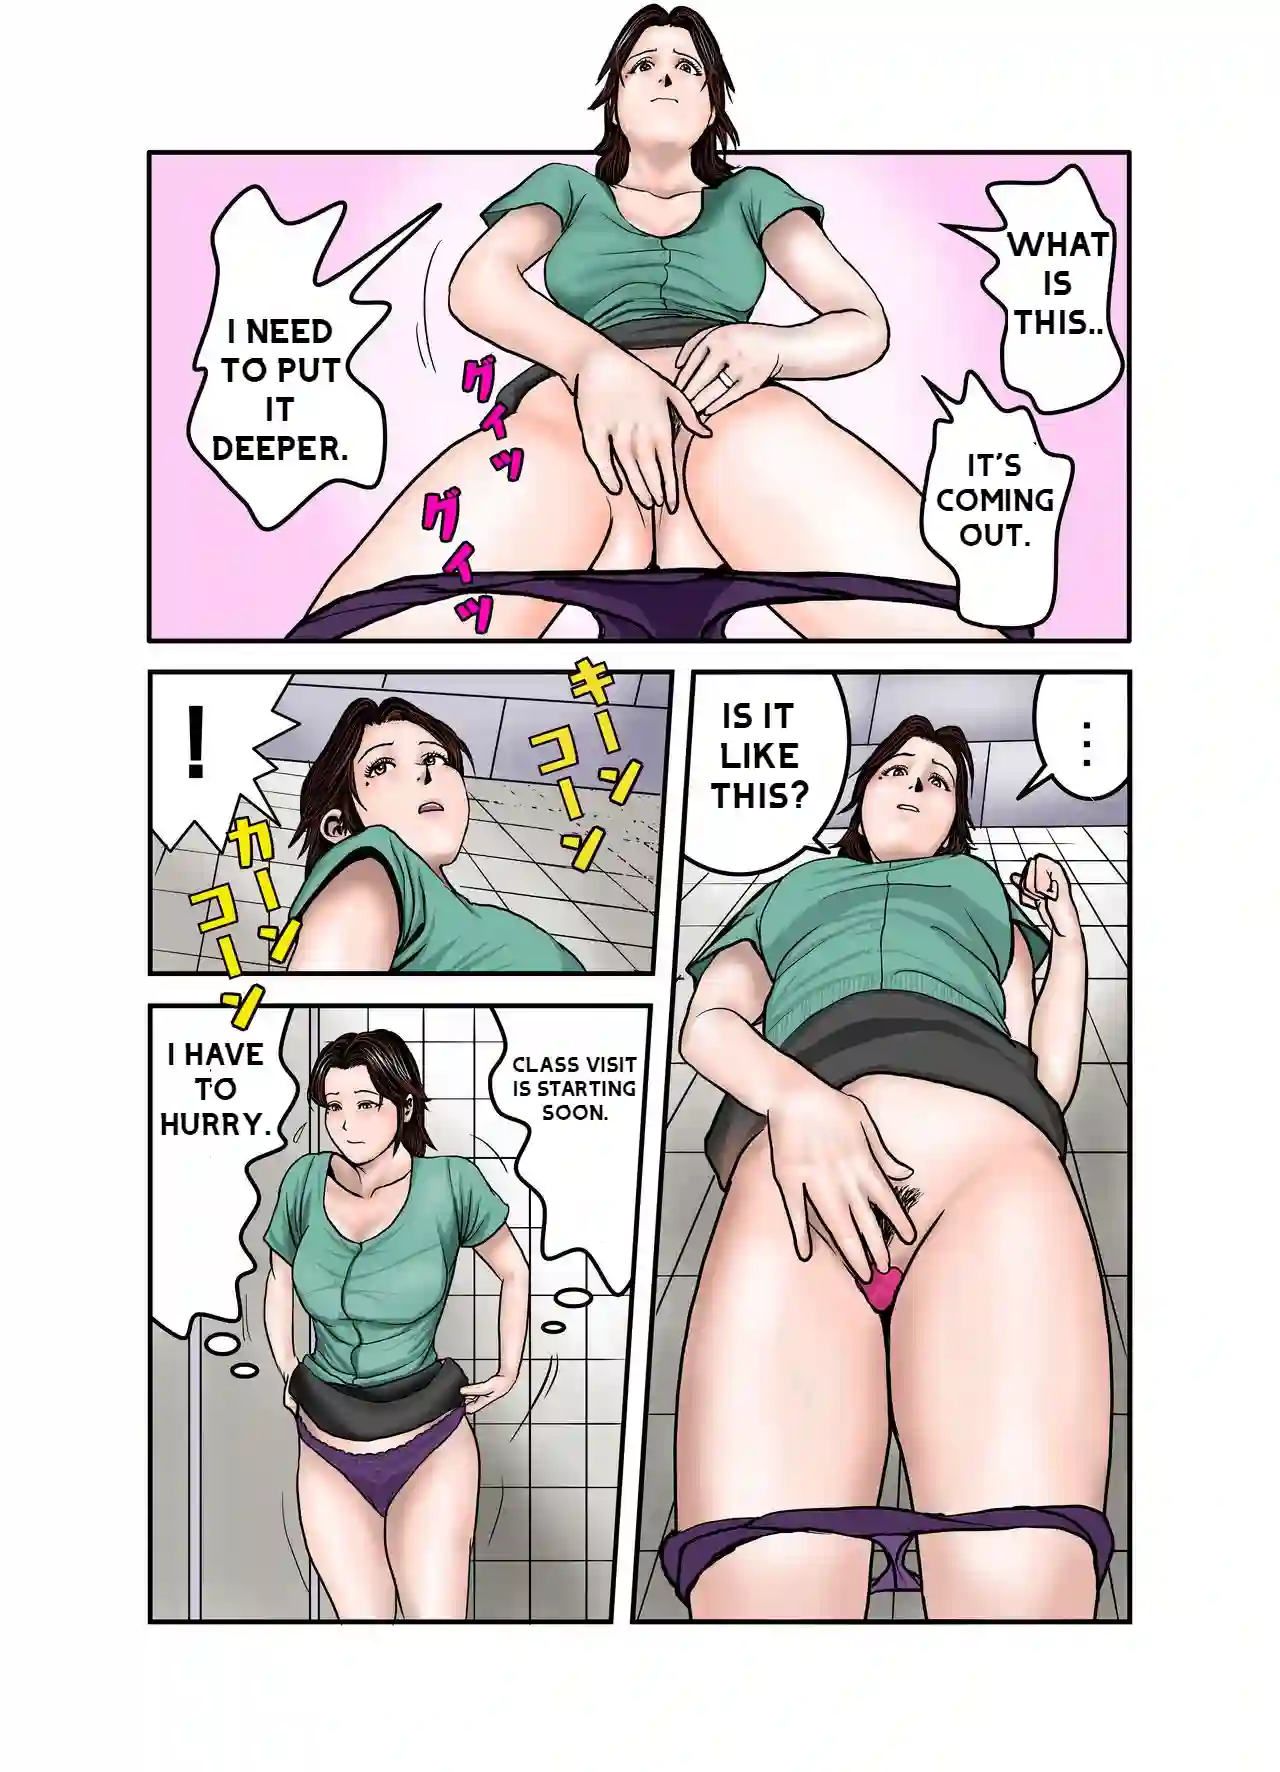 WHAT
IS
THIS..
IT'S
COMING
OUT.
I NEED
TO PUT
IT
DEEPER.
グイッ
グイッ
...
IS IT
LIKE
THIS?
キーン
コーン
カーン
コーン
!
CLASS VISIT
IS STARTING
SOON.
I HAVE
TO
HURRY.